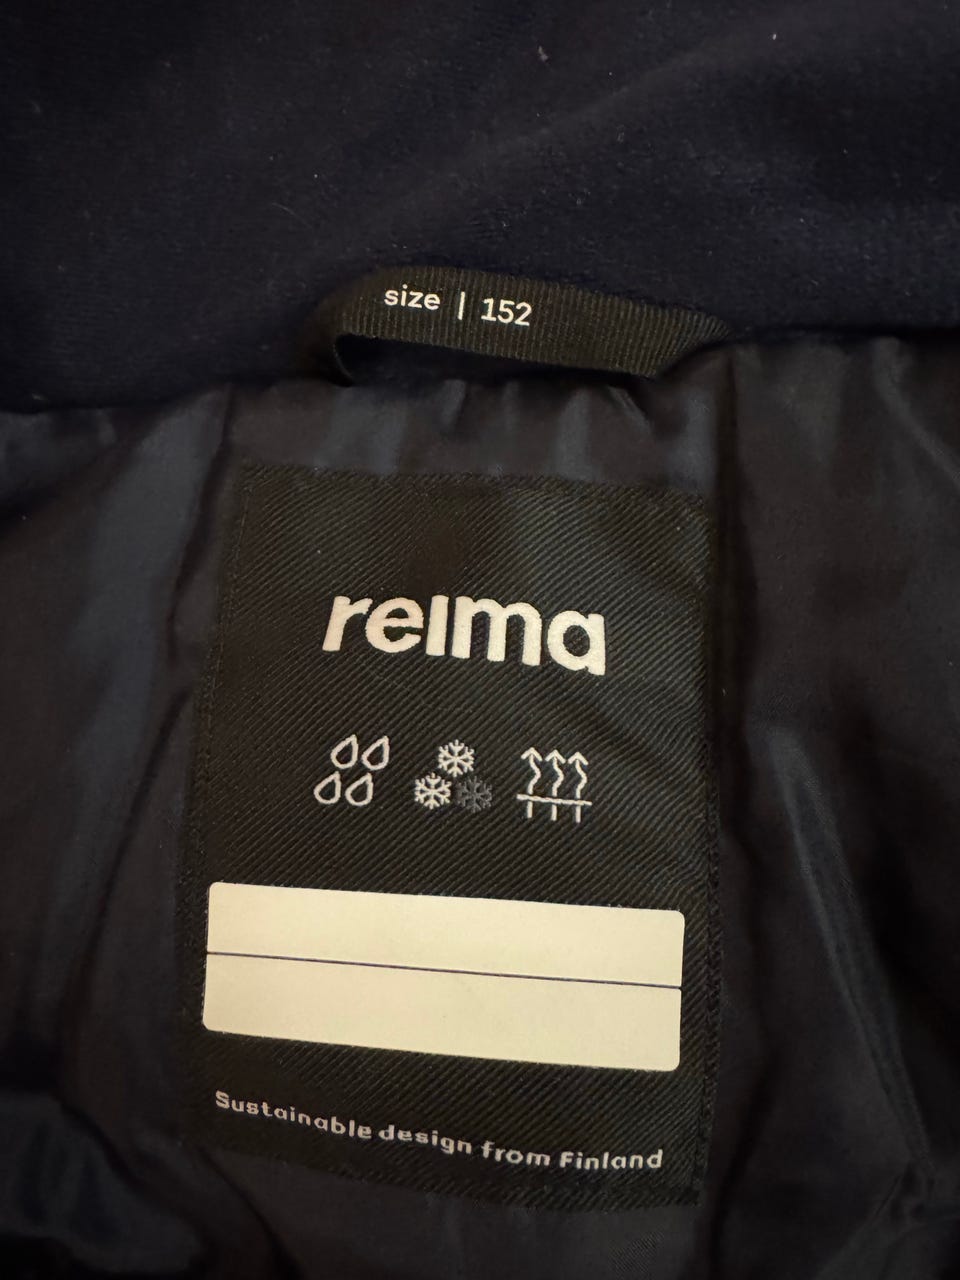 size | 152
reima
Sustainable design from Finland